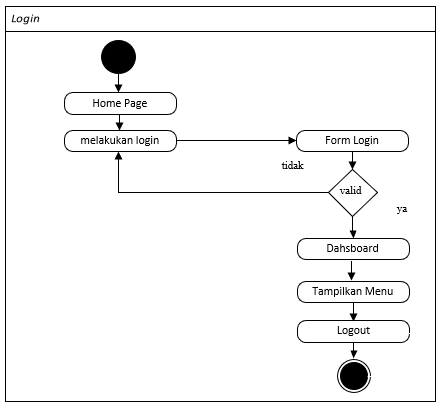 Login
Home Page
melakukan login
Form Login
tidak
valid
ya
Dahsboard
Tampilkan Menu
Logout